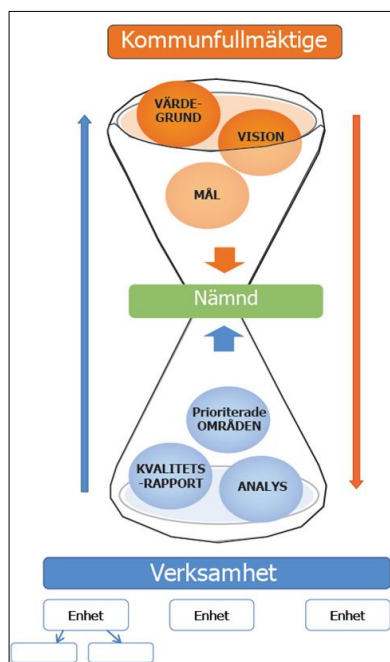 Kommunfullmäktige
VÄRDE-
GRUND
VISION
MÅL
Nämnd
Prioriterade
OMRÅDEN
KVALITETS
-RAPPORT
ANALYS
Verksamhet
Enhet
Enhet
Enhet